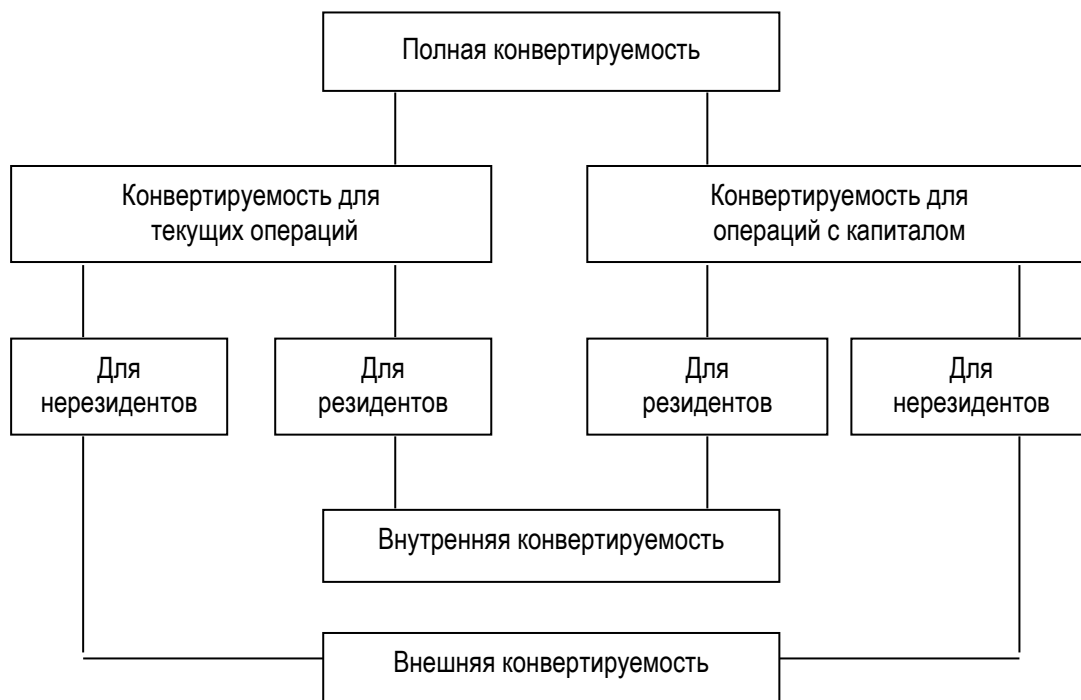 Полная конвертируемость
Конвертируемость для
текущих операций
Конвертируемость для
операций с капиталом
Для
нерезидентов
Для
резидентов
Для
резидентов
Для
нерезидентов
Внутренняя конвертируемость
Внешняя конвертируемость